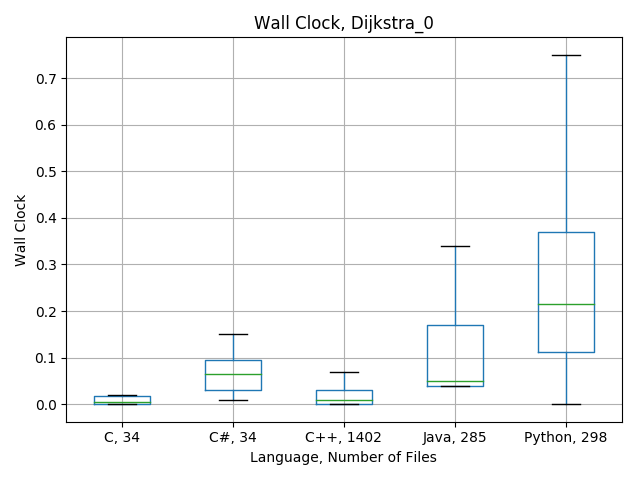 Wall Clock, Dijkstra_0
Wall Clock
0.7
0.6
0.5
0.4
0.3
0.2
0.1
0.0
C, 34
C#, 34
C++, 1402
Java, 285
Python, 298
Language, Number of Files